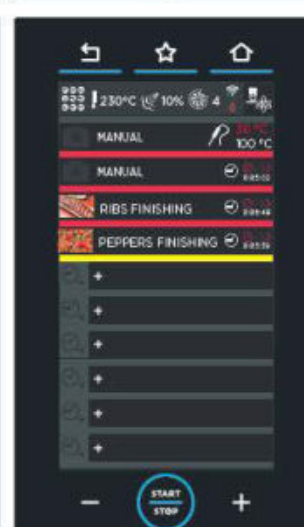 230°C 10% 4
MANUAL
100 °C
MANUAL
RIBS FINISHING
PEPPERS FINISHING
+
+
+
+
+
+
− START +
STOP